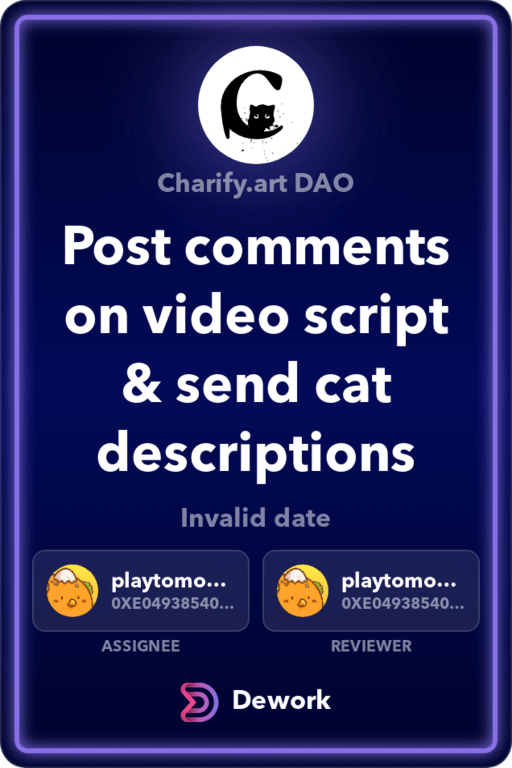 Charify.art DAO
Post comments
on video script
& send cat
descriptions
Invalid date
playtomo...
0XE04938540...
ASSIGNEE
playtomo...
0XE04938540...
REVIEWER
Dework